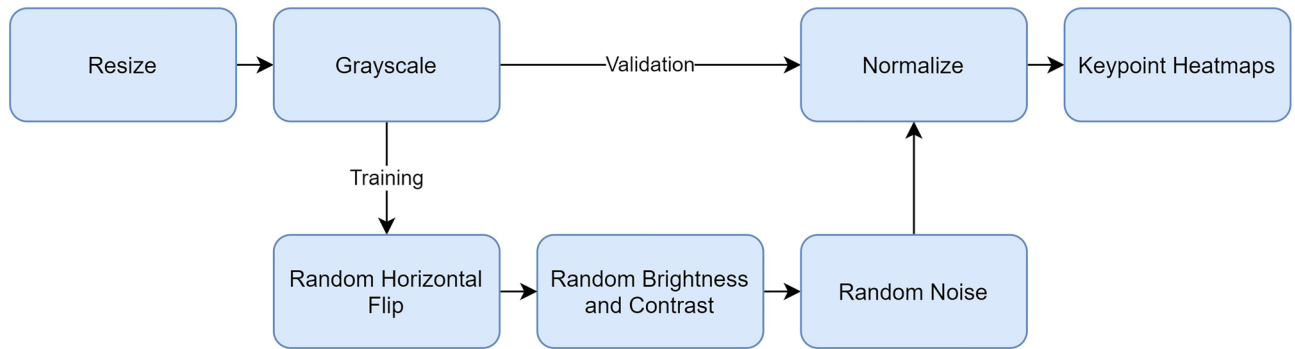 Resize
Grayscale
Validation
Normalize
Keypoint Heatmaps
Training
Random Horizontal
Flip
Random Brightness
and Contrast
Random Noise